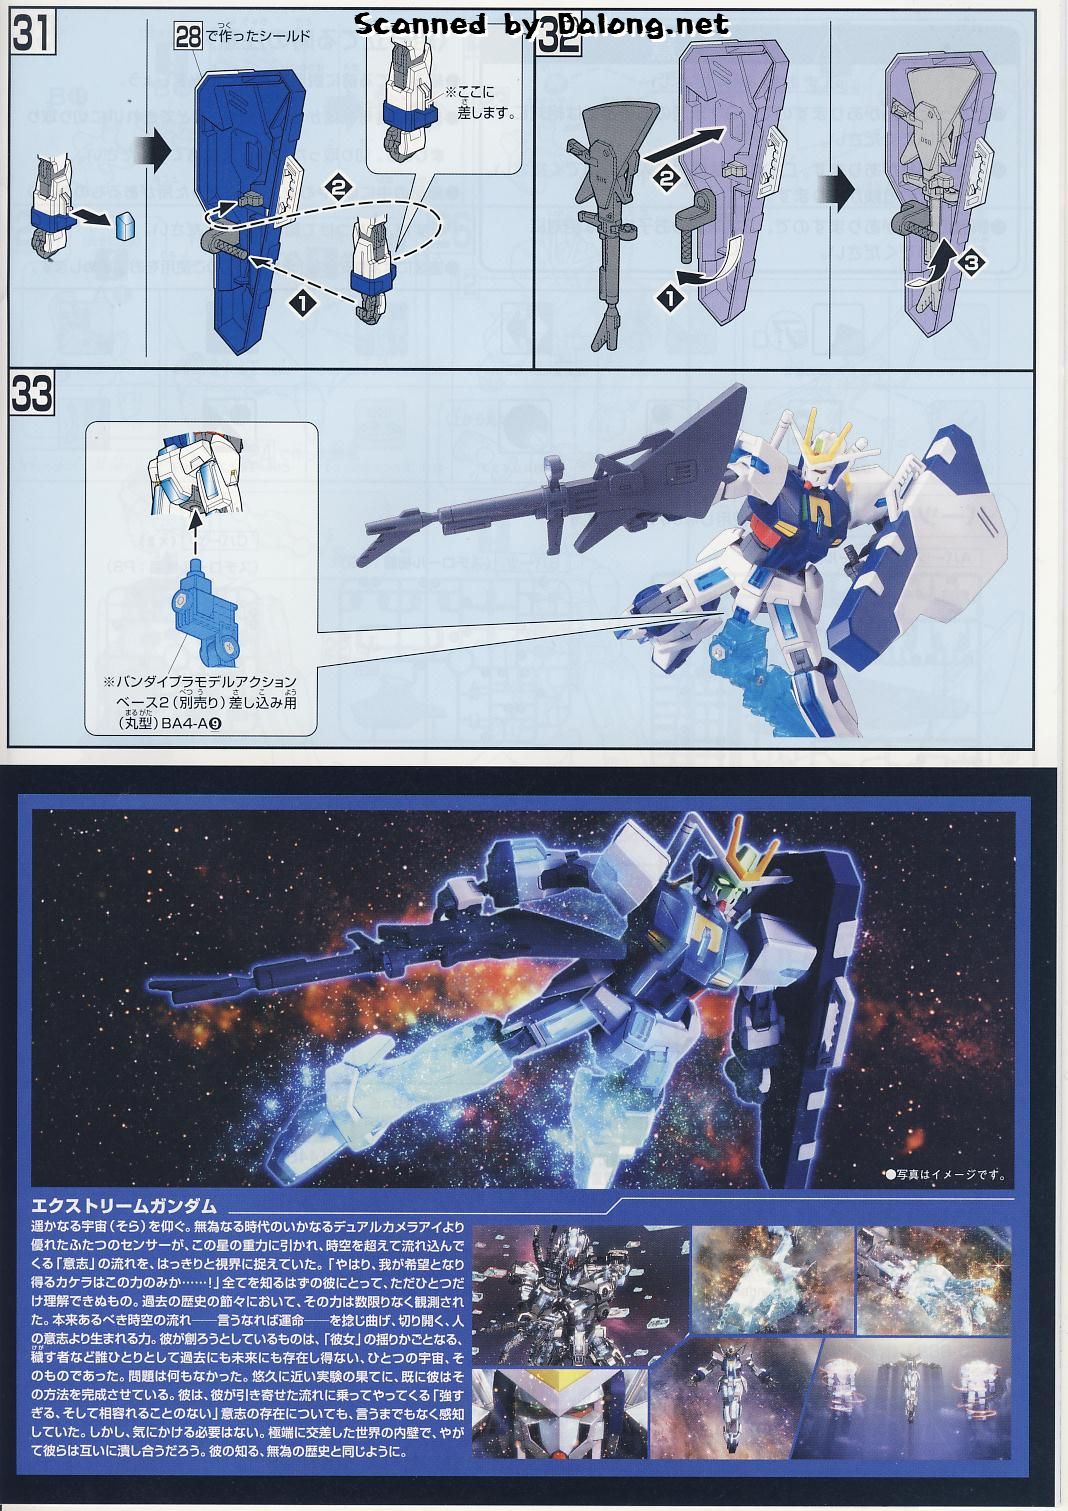 Scanned by Dalong.net
31
28で作ったシールド
※ここに
差します。
2
1
32
2
1
3
33
※バンダイプラモデルアクション
ベース2(別売り)差し込み用
(丸型)BA4-A9
●写真はイメージです。
エクストリームガンダム
遥かなる宇宙(そら)を仰ぐ。無為なる時代のいかなるデュアルカメラアイより
優れたふたつのセンサーが、この星の重力に引かれ、時空を超えて流れ込んで
くる「意志」の流れを、はっきりと視界に捉えていた。「やはり、我が希望となり
得るカケラはこの力のみか……!」全てを知るはずの彼にとって、ただひとつだ
け理解できぬもの。過去の歴史の節々において、その力は数限りなく観測され
た。本来あるべき時空の流れ──言うなれば運命──を捻じ曲げ、切り開く、人
の意志より生まれる力。彼が創ろうとしているものは、「彼女」の揺りかごとなる、
穢す者など誰ひとりとして過去にも未来にも存在し得ない、ひとつの宇宙、そ
のものであった。問題は何もなかった。悠久に近い実験の果てに、既に彼はそ
の方法を完成させている。彼は、彼が引き寄せた流れに乗ってやってくる「強す
ぎる、そして相容れることのない」意志の存在についても、言うまでもなく感知
していた。しかし、気にかける必要はない。極端に交差した世界の内壁で、やが
て彼らは互いに潰し合うだろう。彼の知る、無為の歴史と同じように。